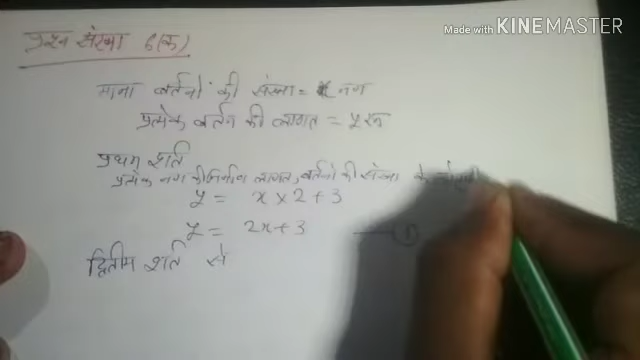 Made with KINEMASTER
प्रश्न संख्या 6(क)
माना बर्तनों की संख्या = x नग
प्रत्येक बर्तन की लागत = y रू
प्रथम शर्त
प्रत्येक नग की निर्माण लागत, बर्तनों की संख्या के
y = x × 2 + 3
y = 2x + 3 — ①
द्वितीय शर्त से